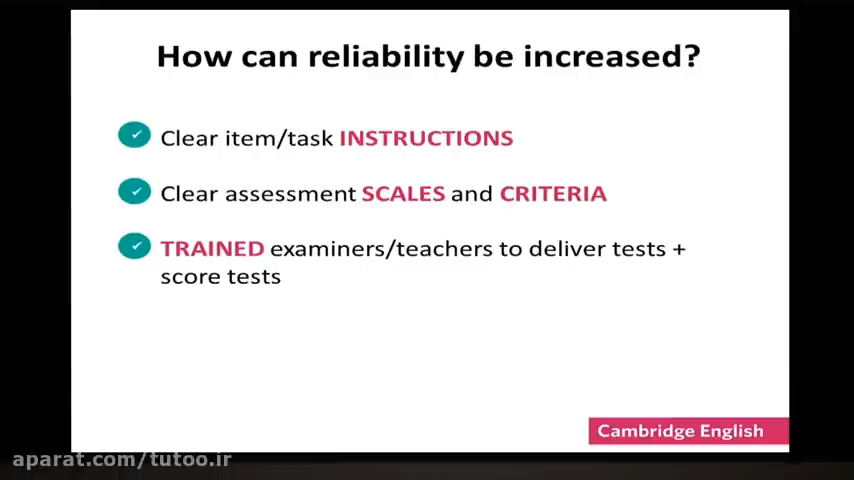 How can reliability be increased?
Clear item/task INSTRUCTIONS
Clear assessment SCALES and CRITERIA
TRAINED examiners/teachers to deliver tests +
score tests
Cambridge English
aparat.com/tutoo.ir